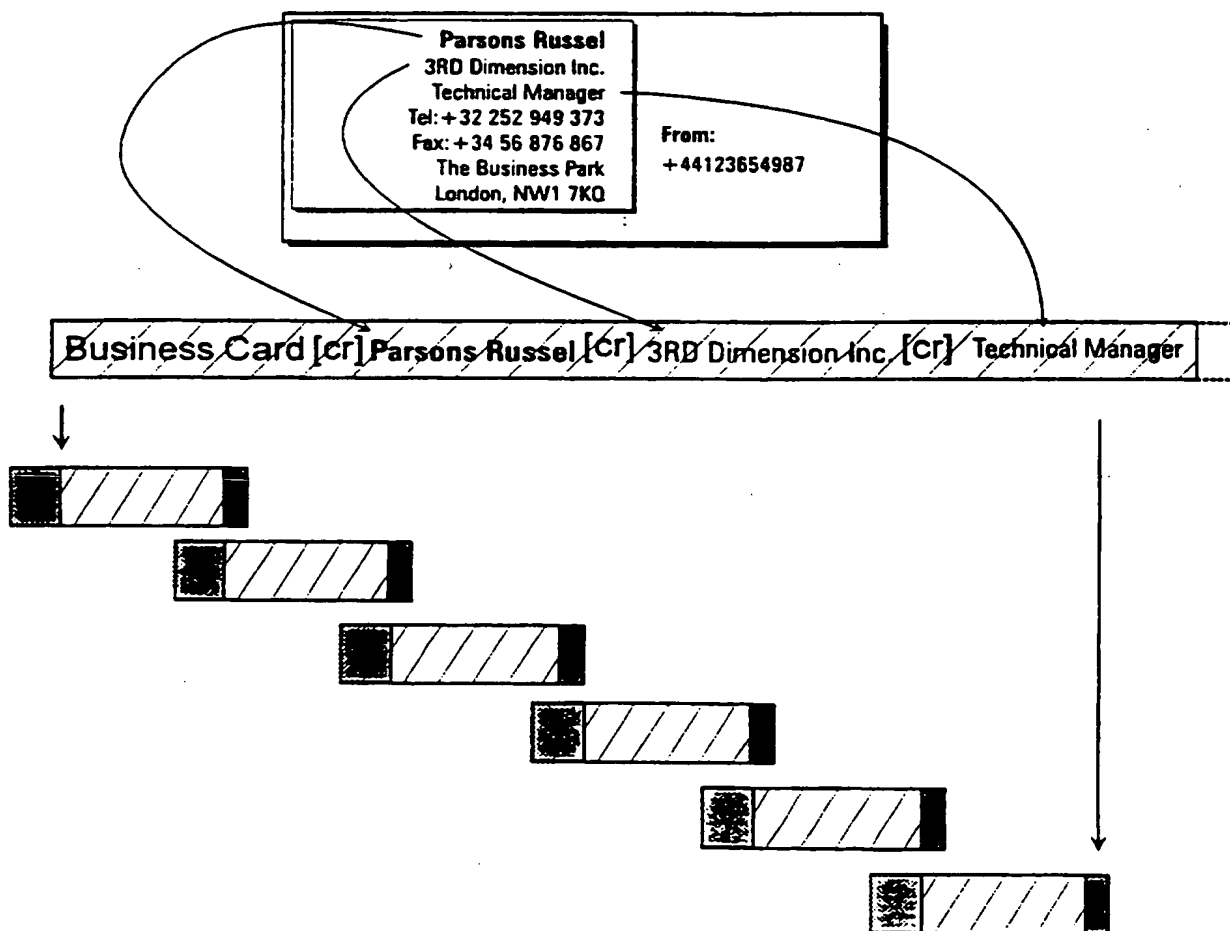 Parsons Russel
3RD Dimension Inc.
Technical Manager
Tel: +32 252 949 373
Fax: +34 56 876 867
The Business Park
London, NW1 7KQ
From:
+44123654987
Business Card [cr] Parsons Russel [cr] 3RD Dimension Inc. [cr] Technical Manager